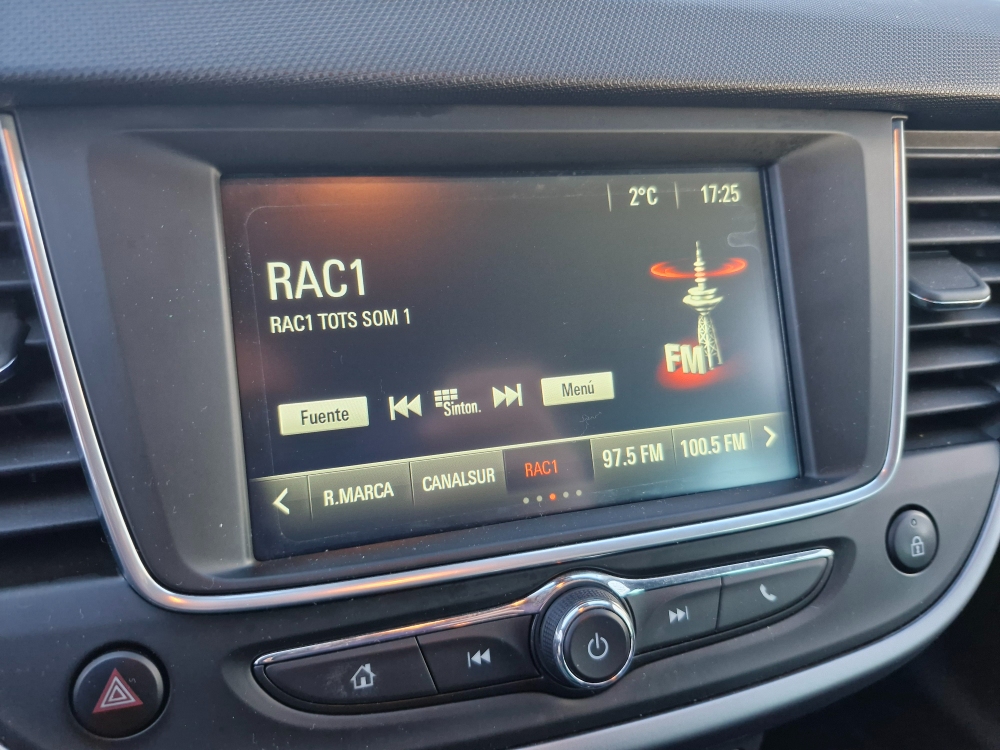 2°C 17:25
RAC1
RAC1 TOTS SOM 1
FM
Fuente Sinton. Menú
R.MARCA CANALSUR RAC1 97.5 FM 100.5 FM